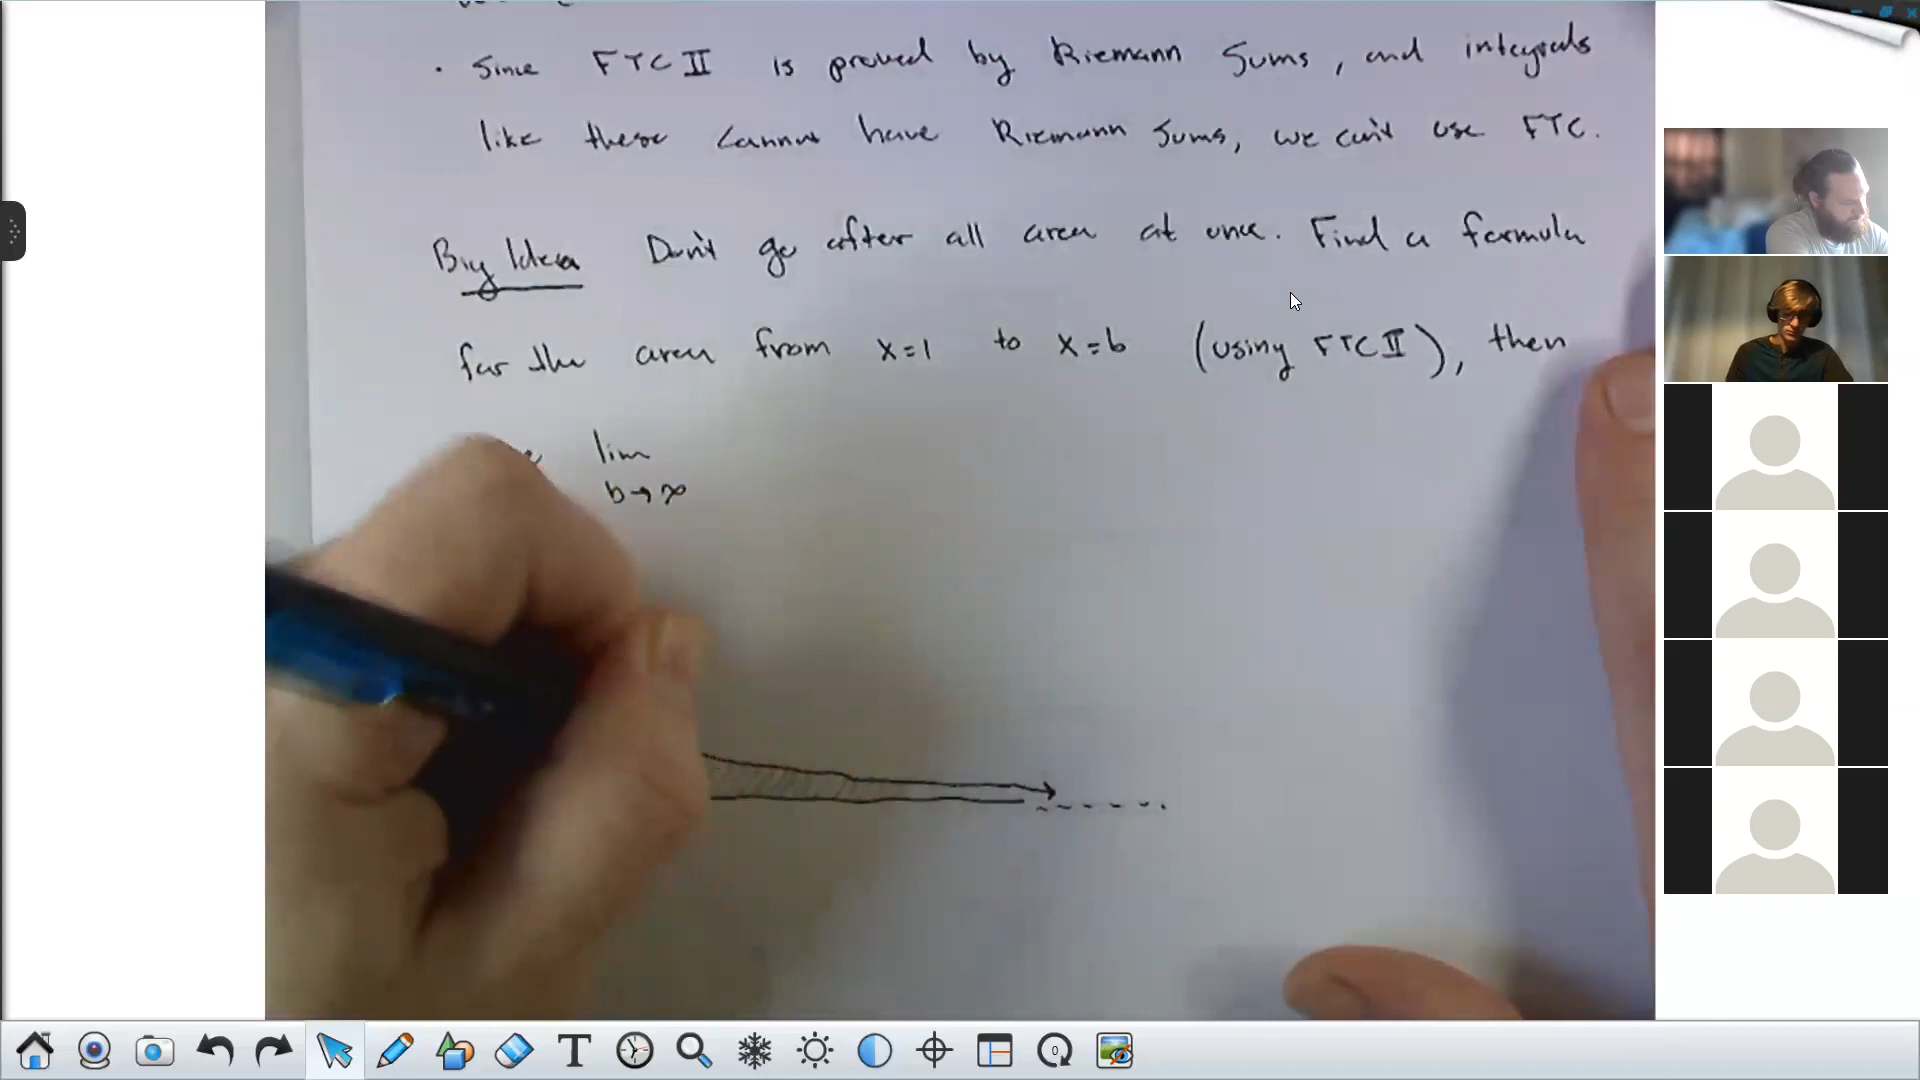 • Since FTC II is proved by Riemann Sums, and integrals
like these cannot have Riemann Sums, we can't use FTC.
Big Idea Don't go after all area at once. Find a formula
for the area from x=1 to x=b (using FTC II), then
lim
b→∞
T
0